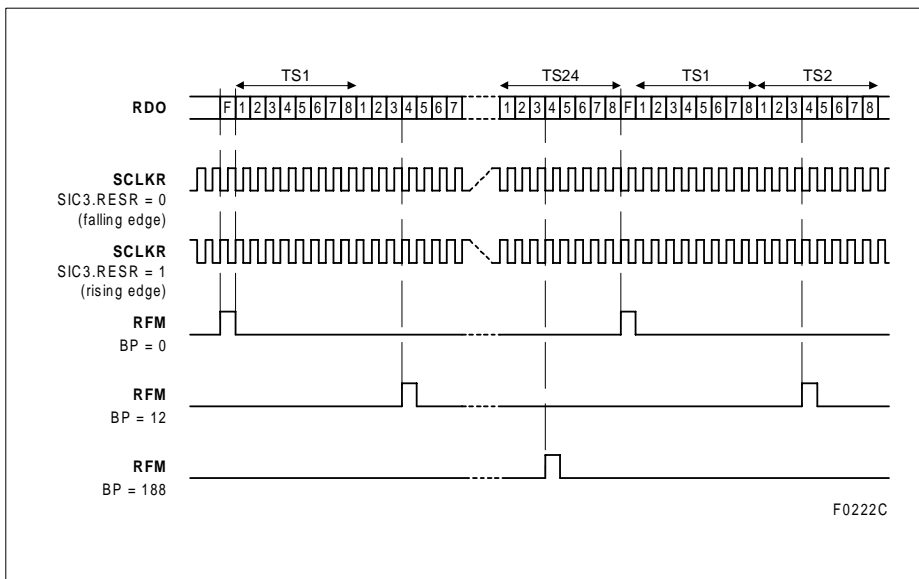 TS1 TS24 TS1 TS2
RDO F 1 2 3 4 5 6 7 8 1 2 3 4 5 6 7 1 2 3 4 5 6 7 8 F 1 2 3 4 5 6 7 8 1 2 3 4 5 6 7 8
SCLKR
SIC3.RESR = 0
(falling edge)
SCLKR
SIC3.RESR = 1
(rising edge)
RFM
BP = 0
RFM
BP = 12
RFM
BP = 188
F0222C